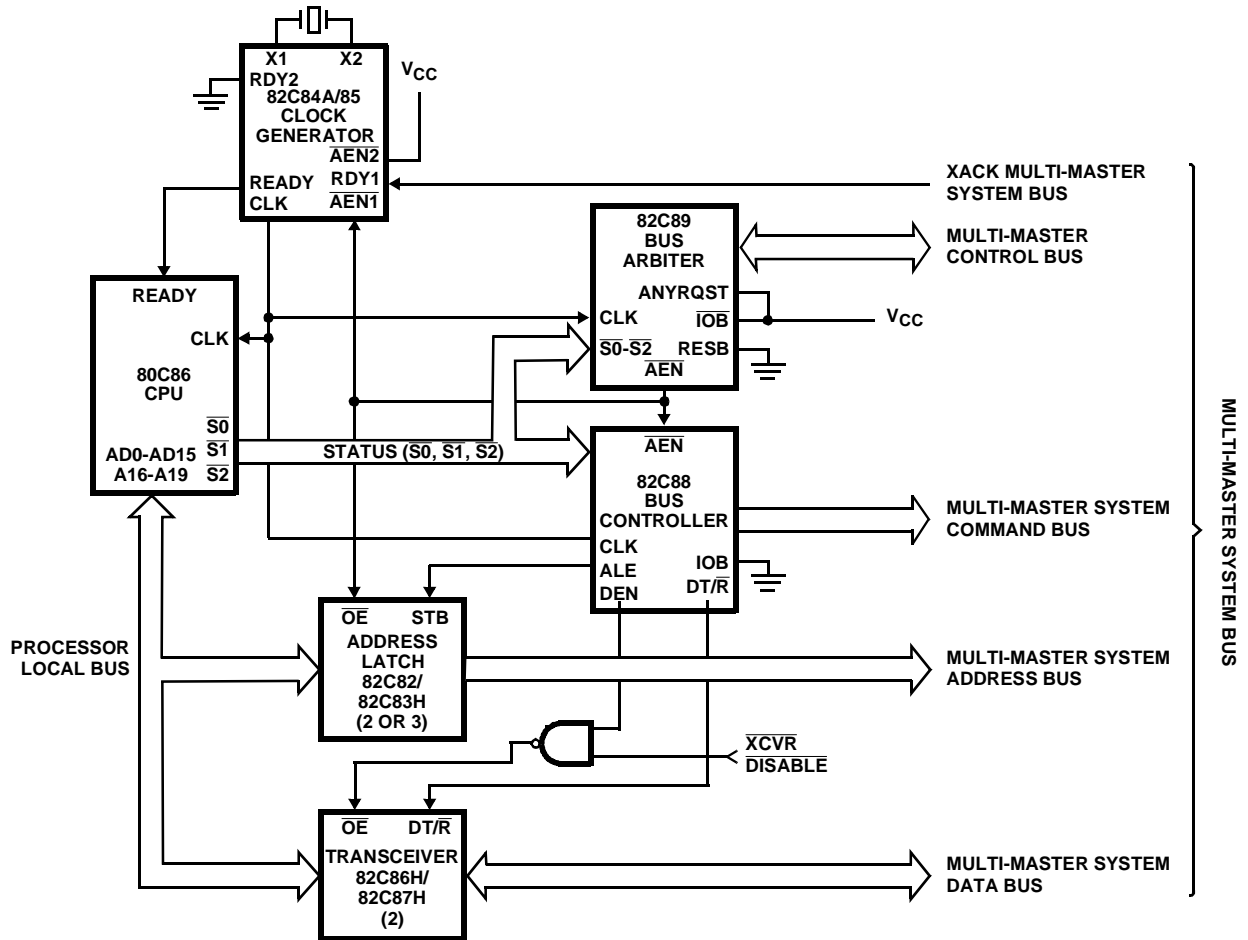 X1 X2
RDY2
82C84A/85
CLOCK
GENERATOR
AEN2
READY RDY1
CLK AEN1
VCC
XACK MULTI-MASTER
SYSTEM BUS
82C89
BUS
ARBITER
ANYRQST
CLK IOB
S0-S2 RESB
AEN
VCC
MULTI-MASTER
CONTROL BUS
READY
CLK
80C86
CPU
S0
AD0-AD15 S1
A16-A19 S2
STATUS (S0, S1, S2)
AEN
82C88
BUS
CONTROLLER
CLK
ALE IOB
DEN DT/R
MULTI-MASTER SYSTEM
COMMAND BUS
PROCESSOR
LOCAL BUS
OE STB
ADDRESS
LATCH
82C82/
82C83H
(2 OR 3)
MULTI-MASTER SYSTEM
ADDRESS BUS
XCVR
DISABLE
OE DT/R
TRANSCEIVER
82C86H/
82C87H
(2)
MULTI-MASTER SYSTEM
DATA BUS
MULTI-MASTER SYSTEM BUS